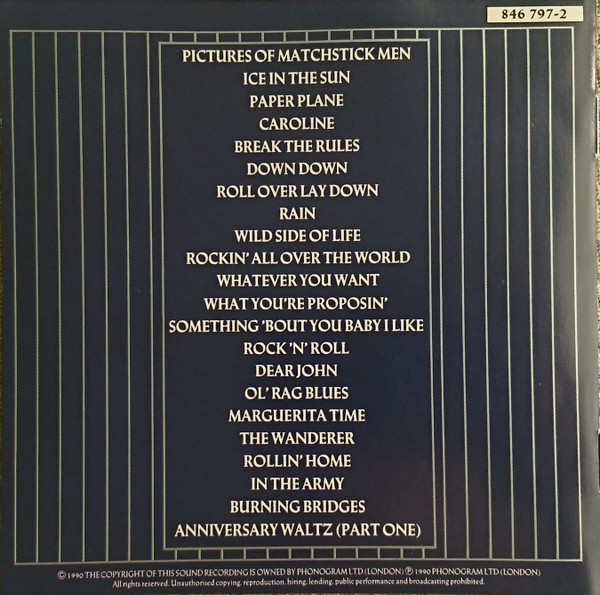 846 797-2
PICTURES OF MATCHSTICK MEN
ICE IN THE SUN
PAPER PLANE
CAROLINE
BREAK THE RULES
DOWN DOWN
ROLL OVER LAY DOWN
RAIN
WILD SIDE OF LIFE
ROCKIN' ALL OVER THE WORLD
WHATEVER YOU WANT
WHAT YOU'RE PROPOSIN'
SOMETHING 'BOUT YOU BABY I LIKE
ROCK 'N' ROLL
DEAR JOHN
OL' RAG BLUES
MARGUERITA TIME
THE WANDERER
ROLLIN' HOME
IN THE ARMY
BURNING BRIDGES
ANNIVERSARY WALTZ (PART ONE)
© 1990 THE COPYRIGHT OF THIS SOUND RECORDING IS OWNED BY PHONOGRAM LTD (LONDON) ℗ 1990 PHONOGRAM LTD (LONDON)
All rights reserved. Unauthorised copying, reproduction, hiring, lending, public performance and broadcasting prohibited.